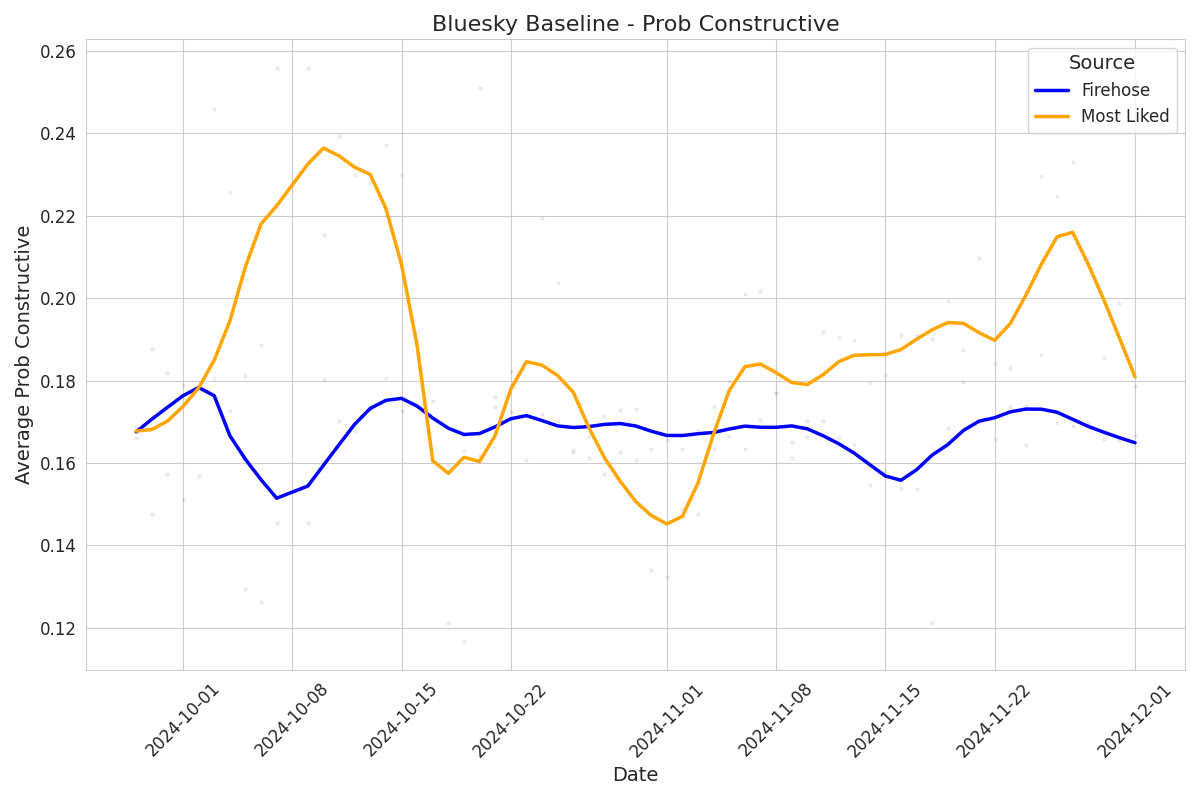 Bluesky Baseline - Prob Constructive
Source
Firehose
Most Liked
Average Prob Constructive
0.26
0.24
0.22
0.20
0.18
0.16
0.14
0.12
2024-10-01
2024-10-08
2024-10-15
2024-10-22
2024-11-01
2024-11-08
2024-11-15
2024-11-22
2024-12-01
Date